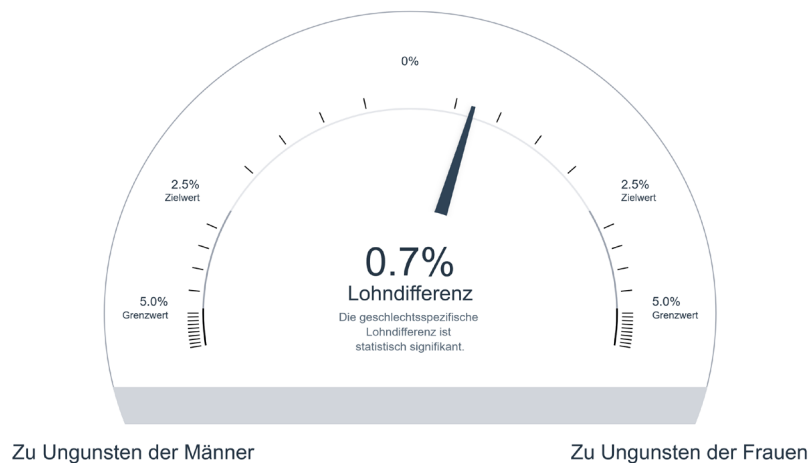 0%
2.5%
Zielwert
2.5%
Zielwert
5.0%
Grenzwert
5.0%
Grenzwert
0.7%
Lohndifferenz
Die geschlechtsspezifische
Lohndifferenz ist
statistisch signifikant.
Zu Ungunsten der Männer
Zu Ungunsten der Frauen